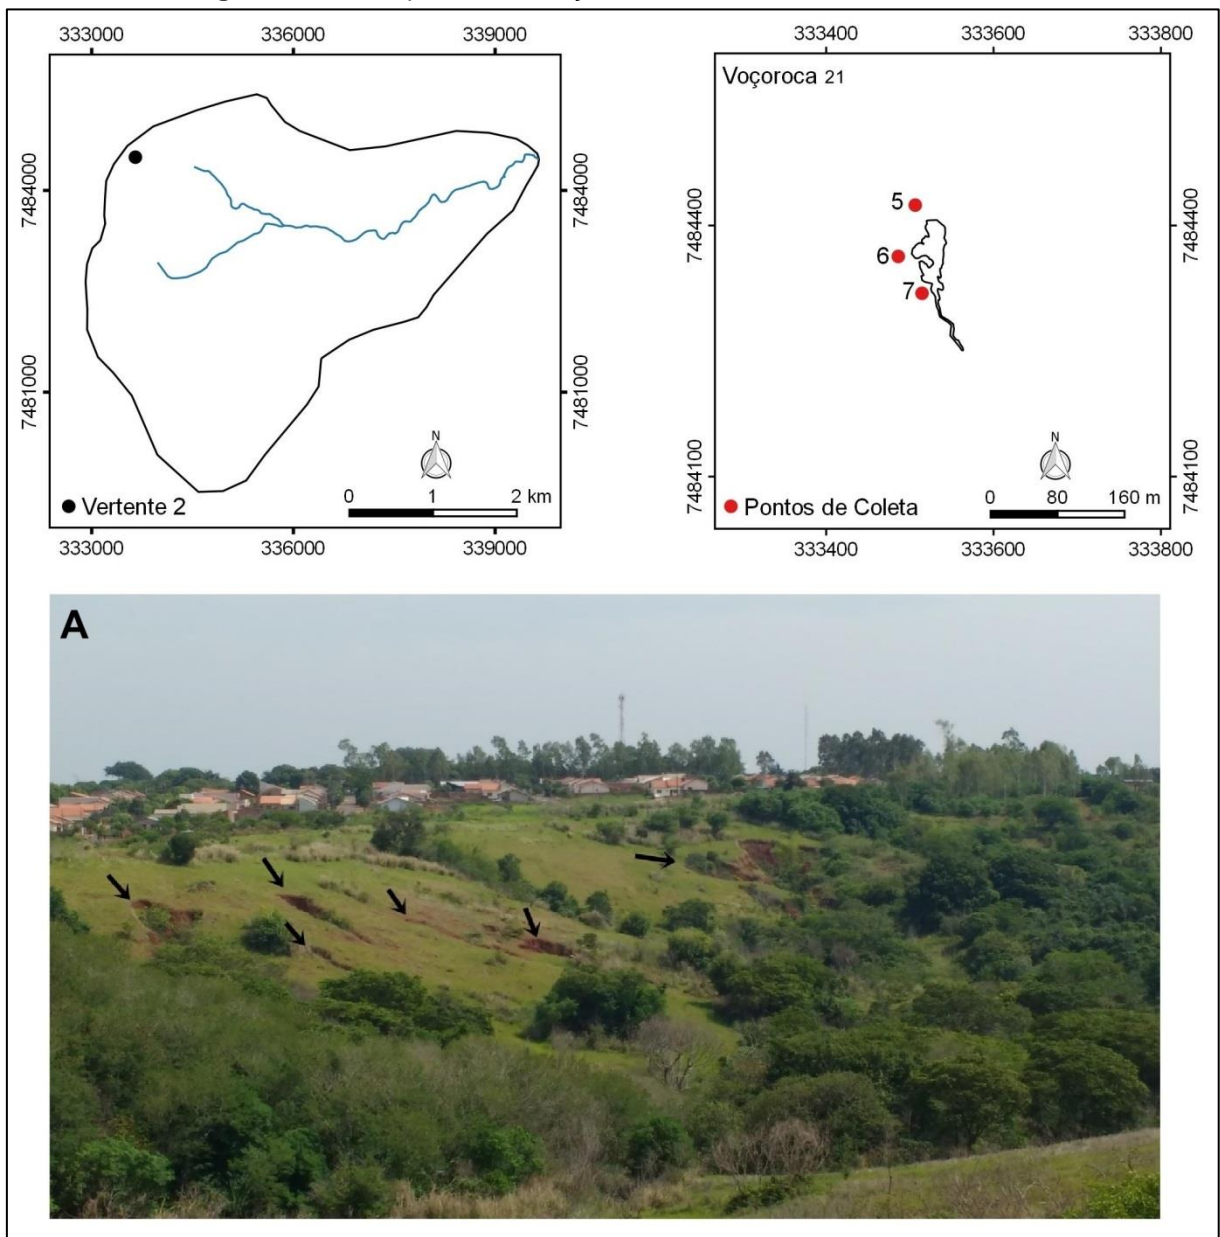 333000 336000 339000
7484000 7484000
7481000 7481000
N
0 1 2 km
Vertente 2
333000 336000 339000
333400 333600 333800
Voçoroca 21
5
7484400 7484400
6
7
7484100 7484100
N
0 80 160 m
Pontos de Coleta
333400 333600 333800
A